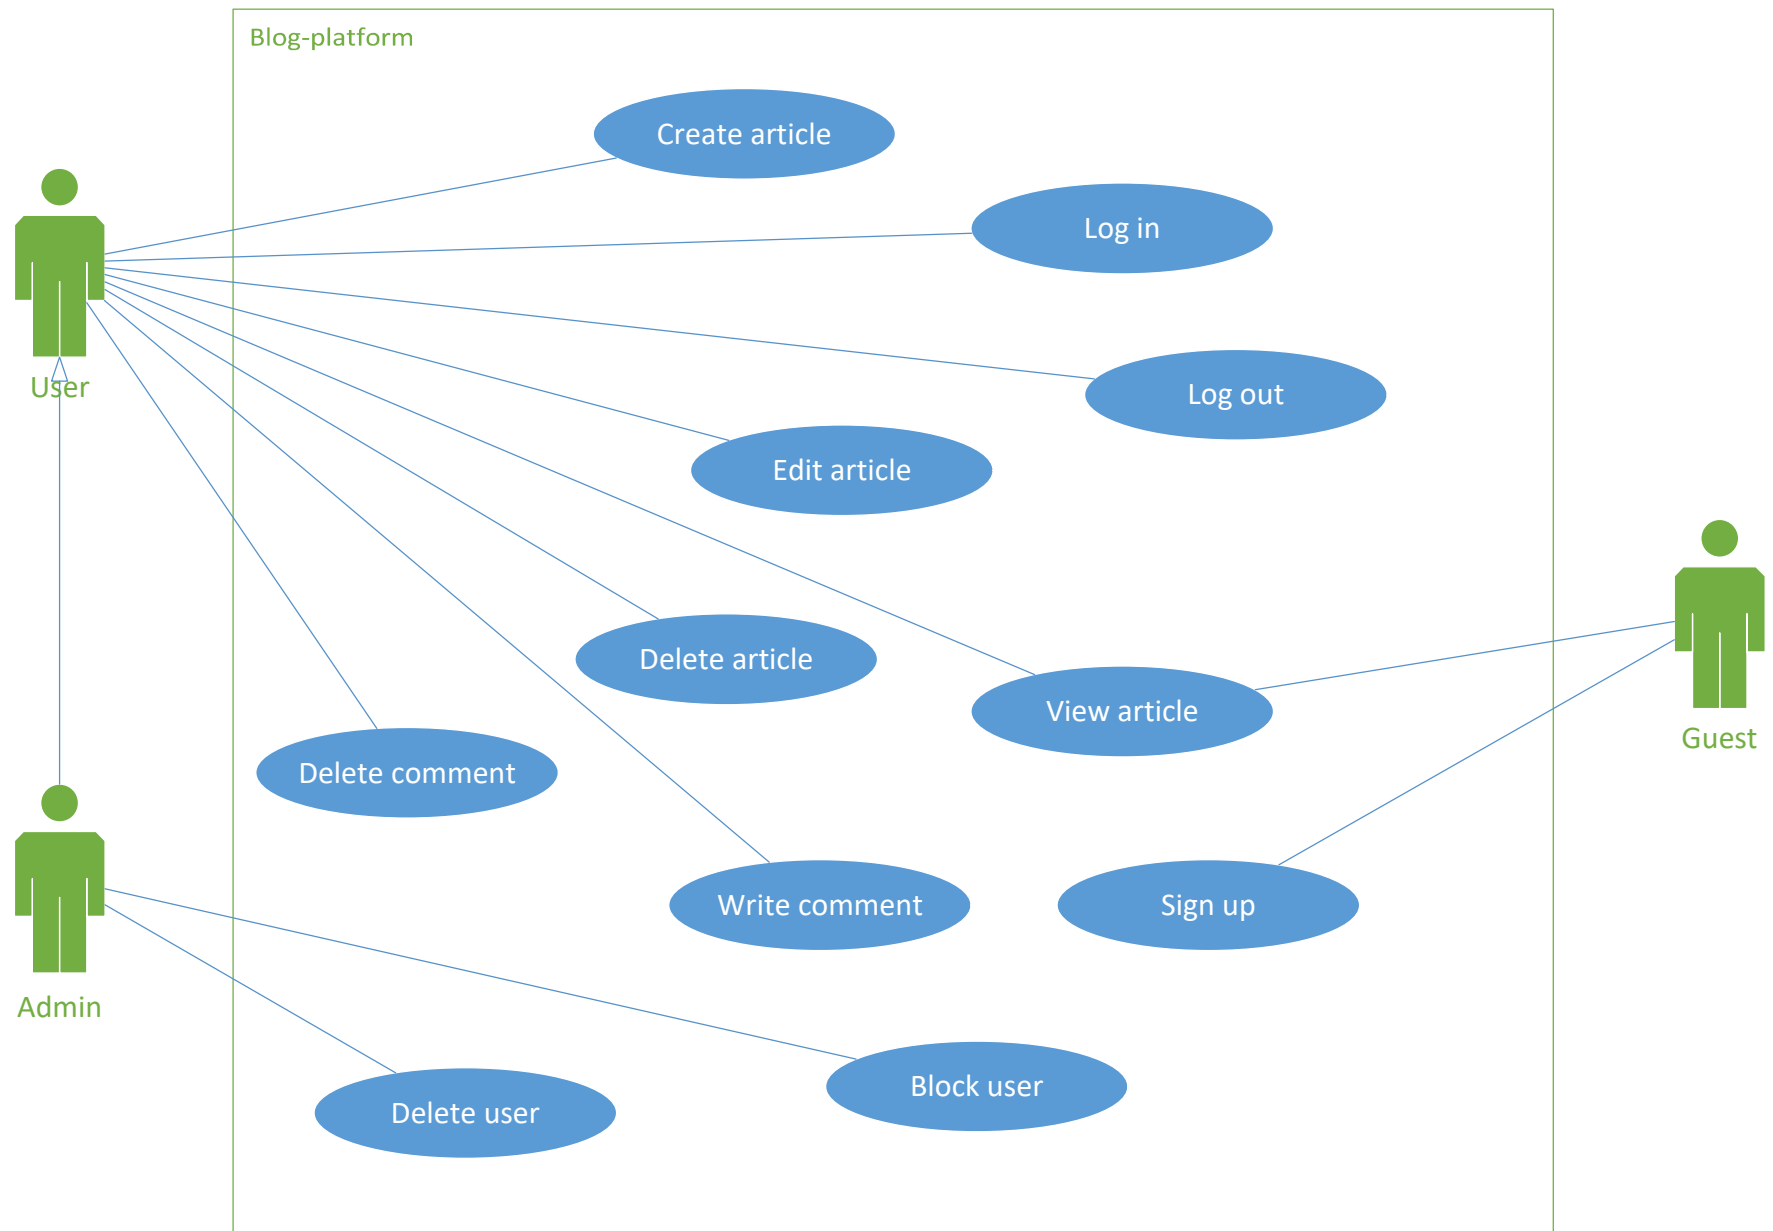 Blog-platform
Create article
Log in
User
Log out
Edit article
Delete article
View article
Guest
Delete comment
Write comment
Sign up
Admin
Block user
Delete user